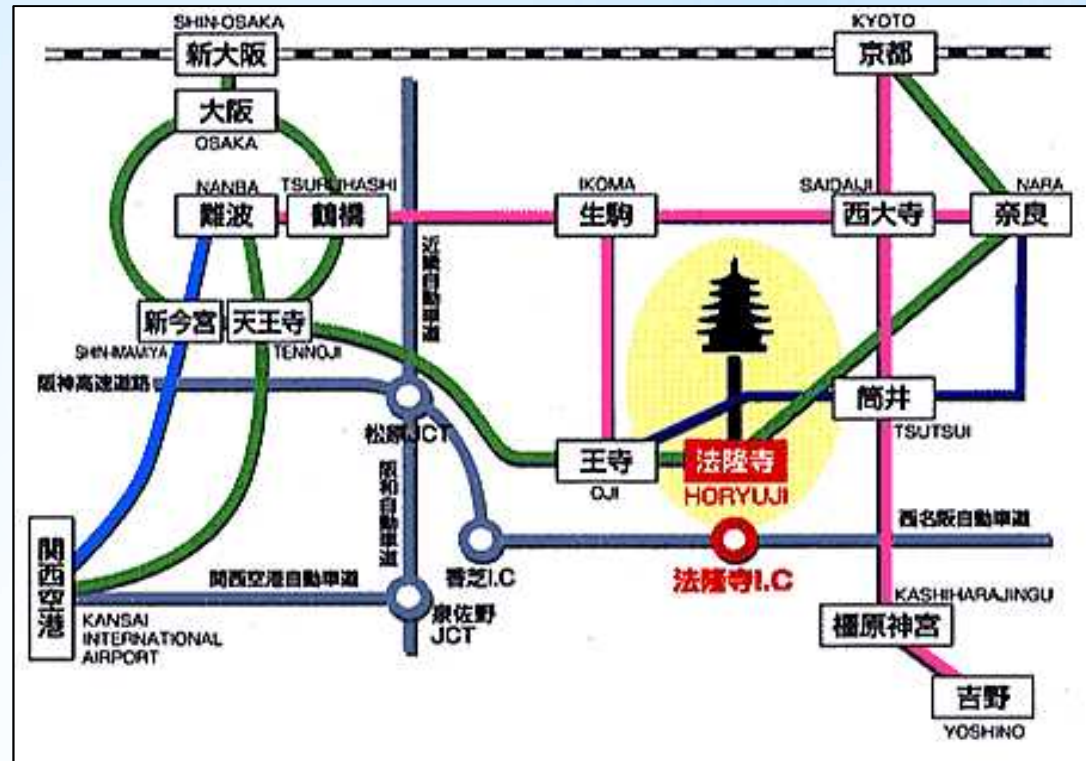 SHIN-OSAKA
新大阪
KYOTO
京都
大阪
OSAKA
NANBA
難波
TSURUHASHI
鶴橋
IKOMA
生駒
SAIDAIJI
西大寺
NARA
奈良
近畿自動車道
新今宮
SHIN-IMAMIYA
天王寺
TENNOJI
阪神高速道路
松原JCT
筒井
TSUTSUI
王寺
OJI
法隆寺
HORYUJI
阪和自動車道
西名阪自動車道
香芝I.C
法隆寺I.C
関西空港
KANSAI
INTERNATIONAL
AIRPORT
関西空港自動車道
泉佐野
JCT
KASHIHARAJINGU
橿原神宮
吉野
YOSHINO